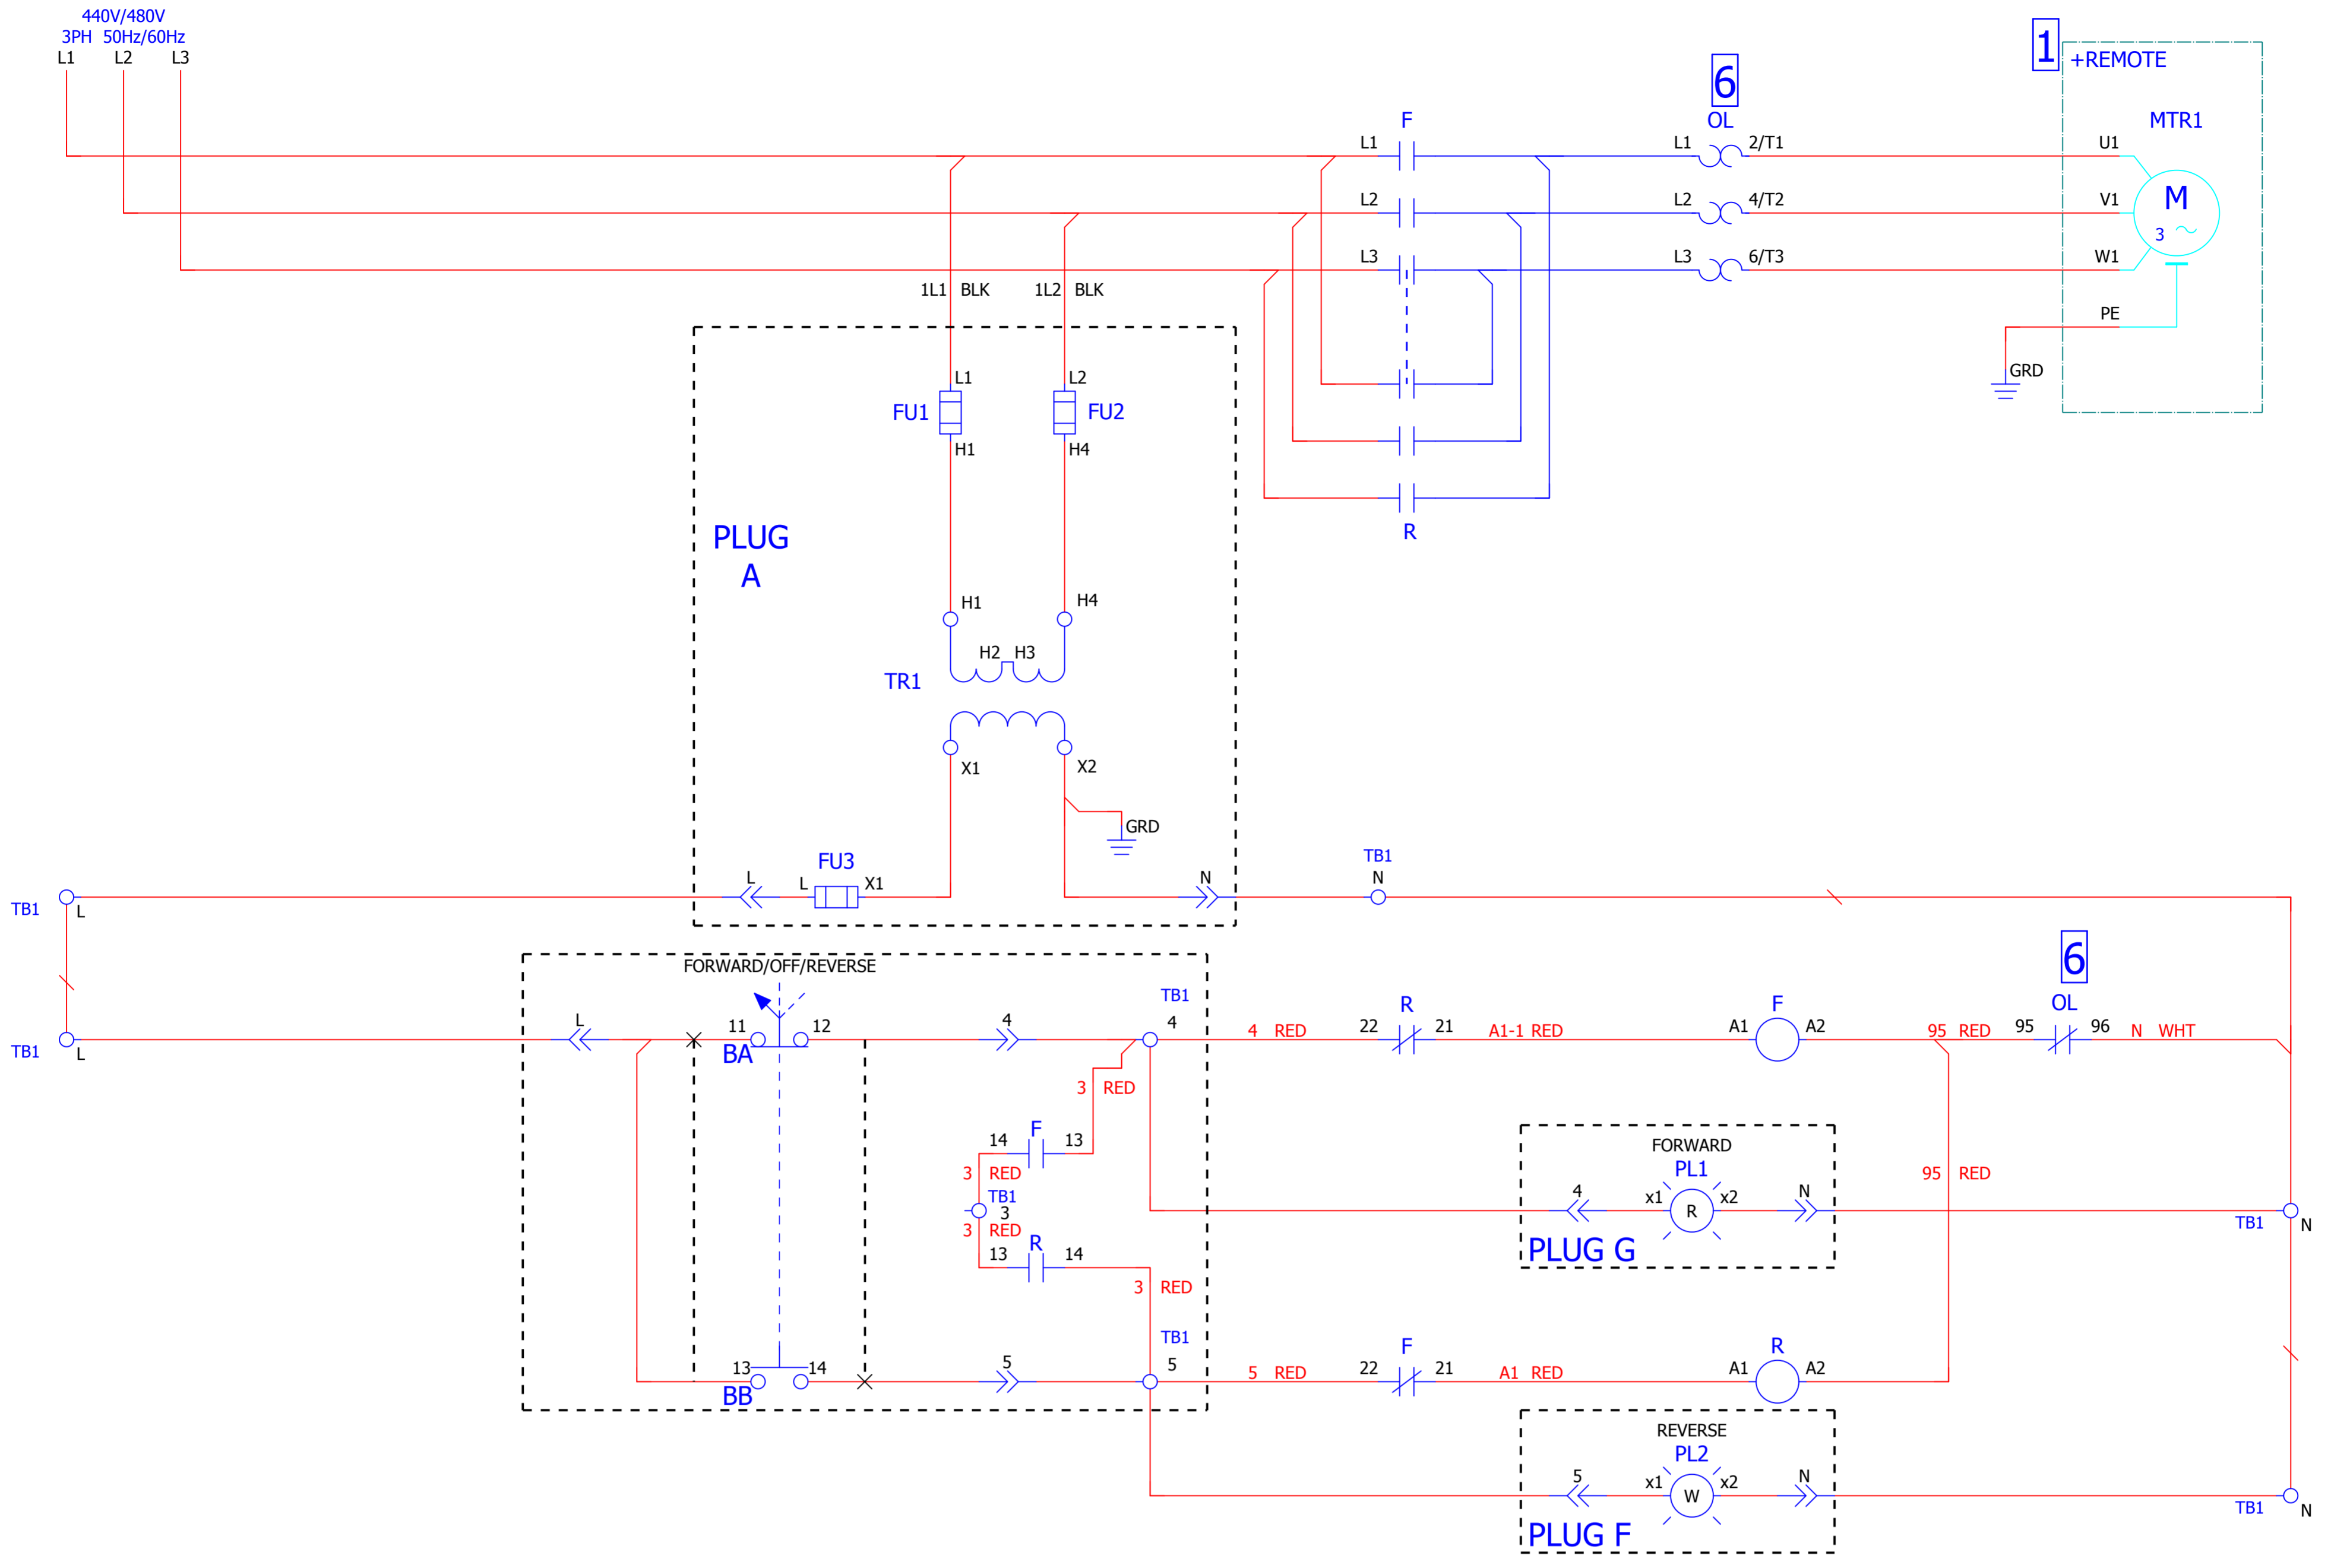 440V/480V
3PH 50Hz/60Hz
L1 L2 L3
1
+REMOTE
6
F OL MTR1
L1 L1 2/T1 U1
L2 L2 4/T2 V1
M
3
L3 L3 6/T3 W1
1L1 BLK 1L2 BLK
PE
GRD
L1 L2
FU1 FU2
H1 H4
R
PLUG
A
H1 H4
H2 H3
TR1
X1 X2
GRD
FU3
L L X1 N
TB1
N
TB1 L
FORWARD/OFF/REVERSE
6
TB1 R F OL
L 11 12 4 4
4 RED 22 21 A1-1 RED A1 A2 95 RED 95 96 N WHT
TB1 L
BA
3 RED
F
14 13
3 RED
TB1
3
3 RED
R
13 14
3 RED
FORWARD
PL1
4 x1 R x2 N
PLUG G
95 RED
TB1 N
TB1 F R
13 14 5 5
5 RED 22 21 A1 RED A1 A2
BB
REVERSE
PL2
5 x1 W x2 N
PLUG F
TB1 N